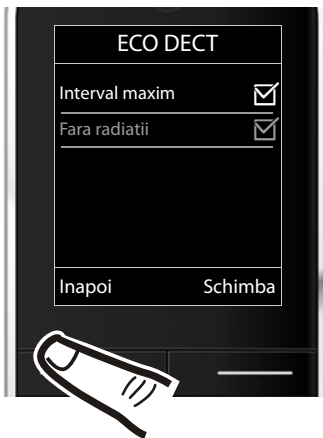 ECO DECT
Interval maxim
Fara radiatii
Inapoi Schimba